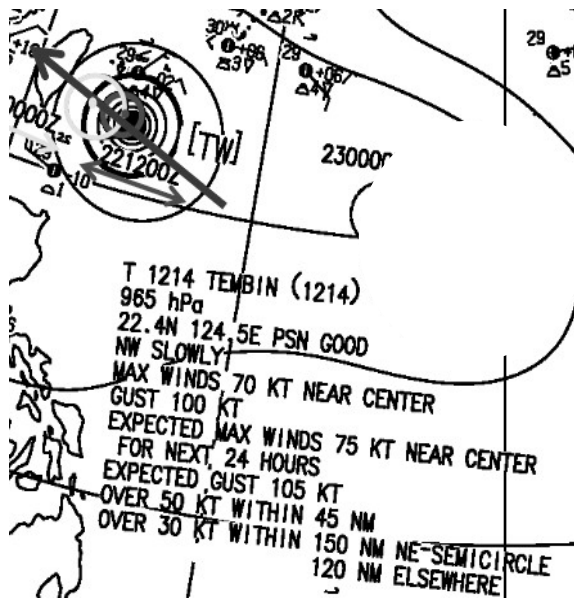 29
[TW]
221200Z
T 1214 TEMBIN (1214)
965 hPa
22.4N 124.5E PSN GOOD
NW SLOWLY
MAX WINDS 70 KT NEAR CENTER
GUST 100 KT
EXPECTED MAX WINDS 75 KT NEAR CENTER
FOR NEXT 24 HOURS
EXPECTED GUST 105 KT
OVER 50 KT WITHIN 45 NM
OVER 30 KT WITHIN 150 NM NE-SEMICIRCLE
120 NM ELSEWHERE